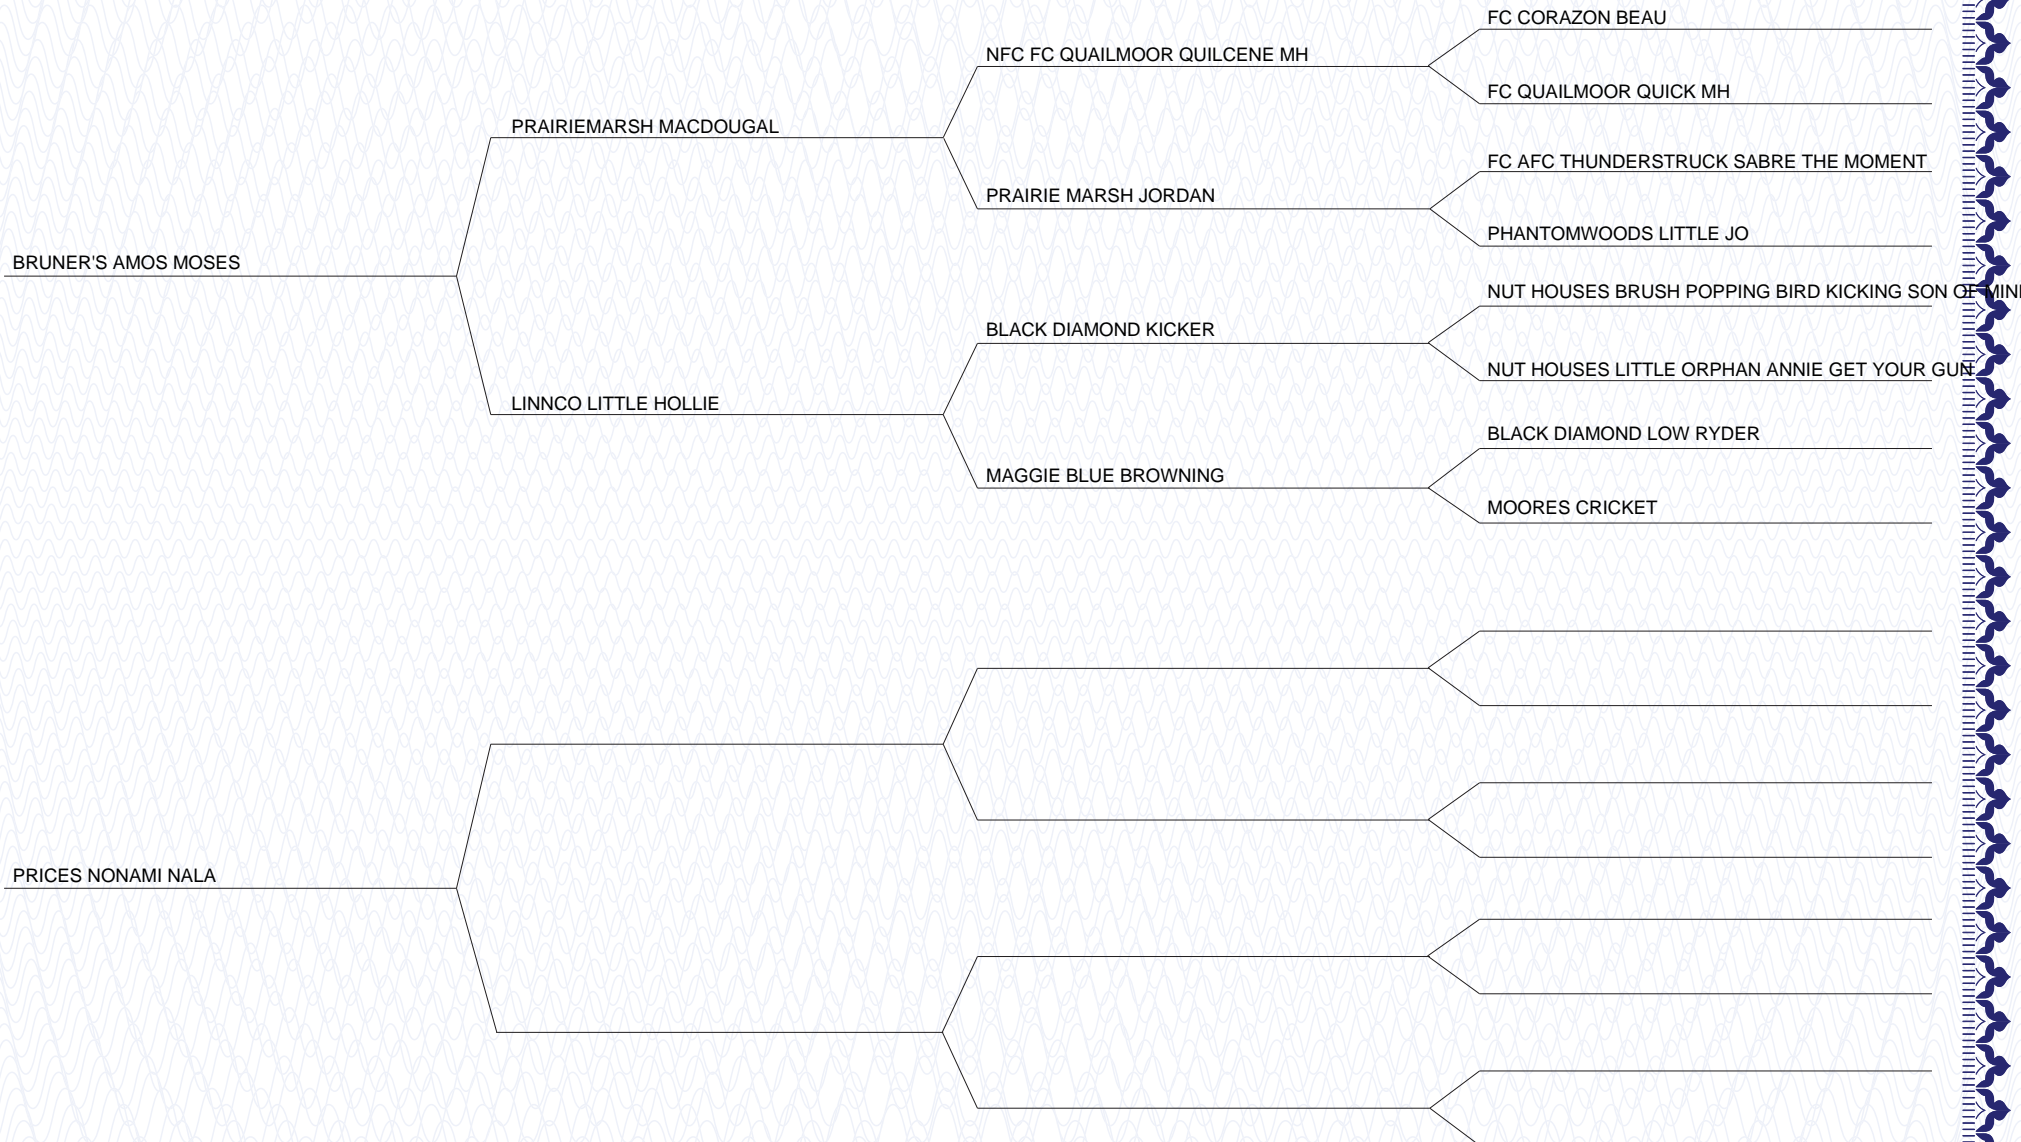 FC CORAZON BEAU
NFC FC QUAILMOOR QUILCENE MH
FC QUAILMOOR QUICK MH
PRAIRIEMARSH MACDOUGAL
FC AFC THUNDERSTRUCK SABRE THE MOMENT
PRAIRIE MARSH JORDAN
PHANTOMWOODS LITTLE JO
BRUNER'S AMOS MOSES
NUT HOUSES BRUSH POPPING BIRD KICKING SON OF
BLACK DIAMOND KICKER
NUT HOUSES LITTLE ORPHAN ANNIE GET YOUR GUN
LINNCO LITTLE HOLLIE
BLACK DIAMOND LOW RYDER
MAGGIE BLUE BROWNING
MOORES CRICKET
PRICES NONAMI NALA